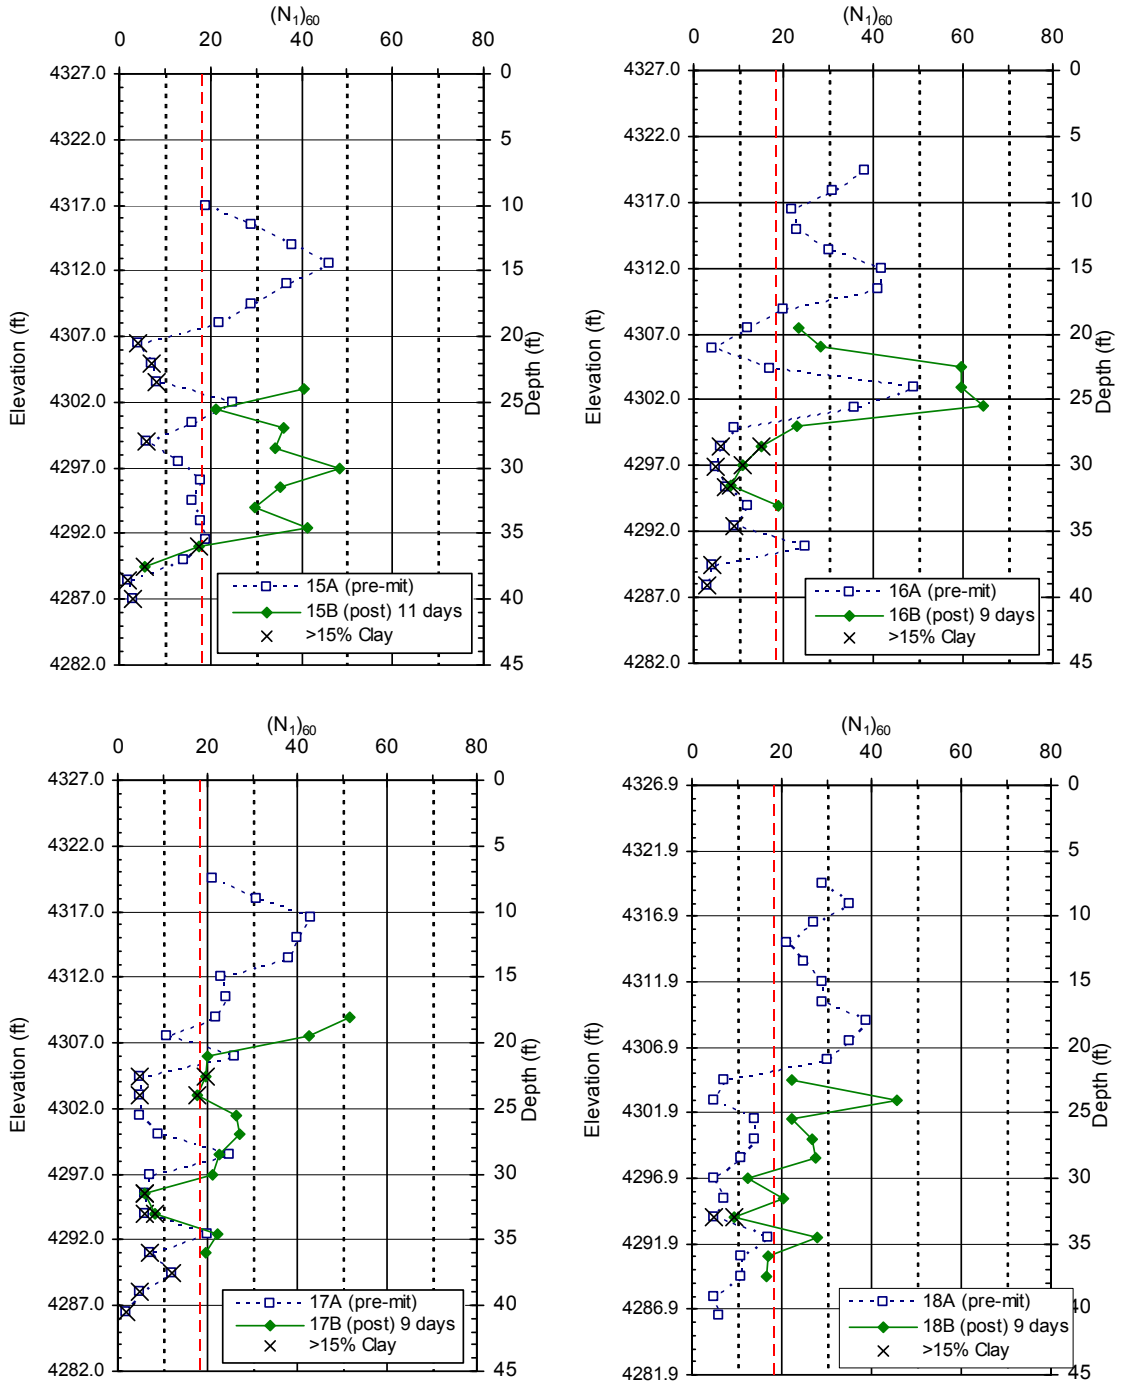 (N1)60
0 20 40 60 80
4327.0 0
4322.0 5
4317.0 10
4312.0 15
4307.0 20
4302.0 25
4297.0 30
4292.0 35
4287.0 40
4282.0 45
Elevation (ft)
Depth (ft)
15A (pre-mit)
15B (post) 11 days
>15% Clay
(N1)60
0 20 40 60 80
4327.0 0
4322.0 5
4317.0 10
4312.0 15
4307.0 20
4302.0 25
4297.0 30
4292.0 35
4287.0 40
4282.0 45
Elevation (ft)
Depth (ft)
16A (pre-mit)
16B (post) 9 days
>15% Clay
(N1)60
0 20 40 60 80
4327.0 0
4322.0 5
4317.0 10
4312.0 15
4307.0 20
4302.0 25
4297.0 30
4292.0 35
4287.0 40
4282.0 45
Elevation (ft)
Depth (ft)
17A (pre-mit)
17B (post) 9 days
>15% Clay
(N1)60
0 20 40 60 80
4326.9 0
4321.9 5
4316.9 10
4311.9 15
4306.9 20
4301.9 25
4296.9 30
4291.9 35
4286.9 40
4281.9 45
Elevation (ft)
Depth (ft)
18A (pre-mit)
18B (post) 9 days
>15% Clay